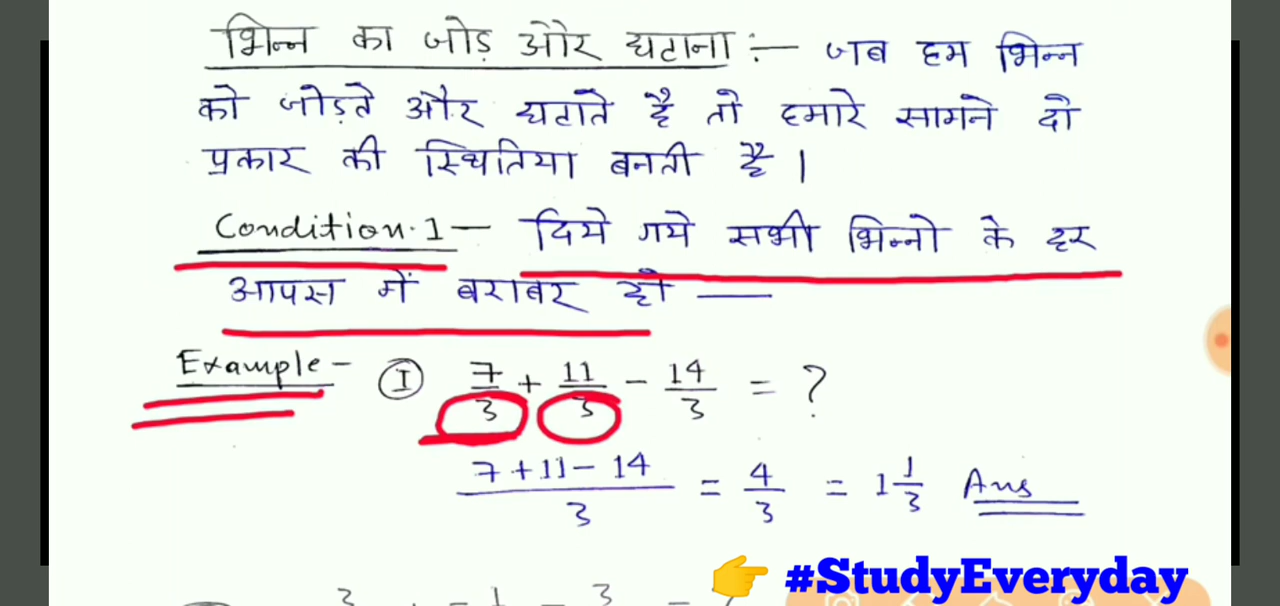 भिन्न का जोड़ और घटाना :- जब हम भिन्न
को जोड़ते और घटाते है तो हमारे सामने दो
प्रकार की स्थितिया बनती है ।
Condition.1 - दिये गये सभी भिन्नो के हर
आपस में बराबर हो —
Example - (I) 7/3 + 11/3 - 14/3 = ?
7+11-14/3 = 4/3 = 1 1/3 Ans
👉 #StudyEveryday